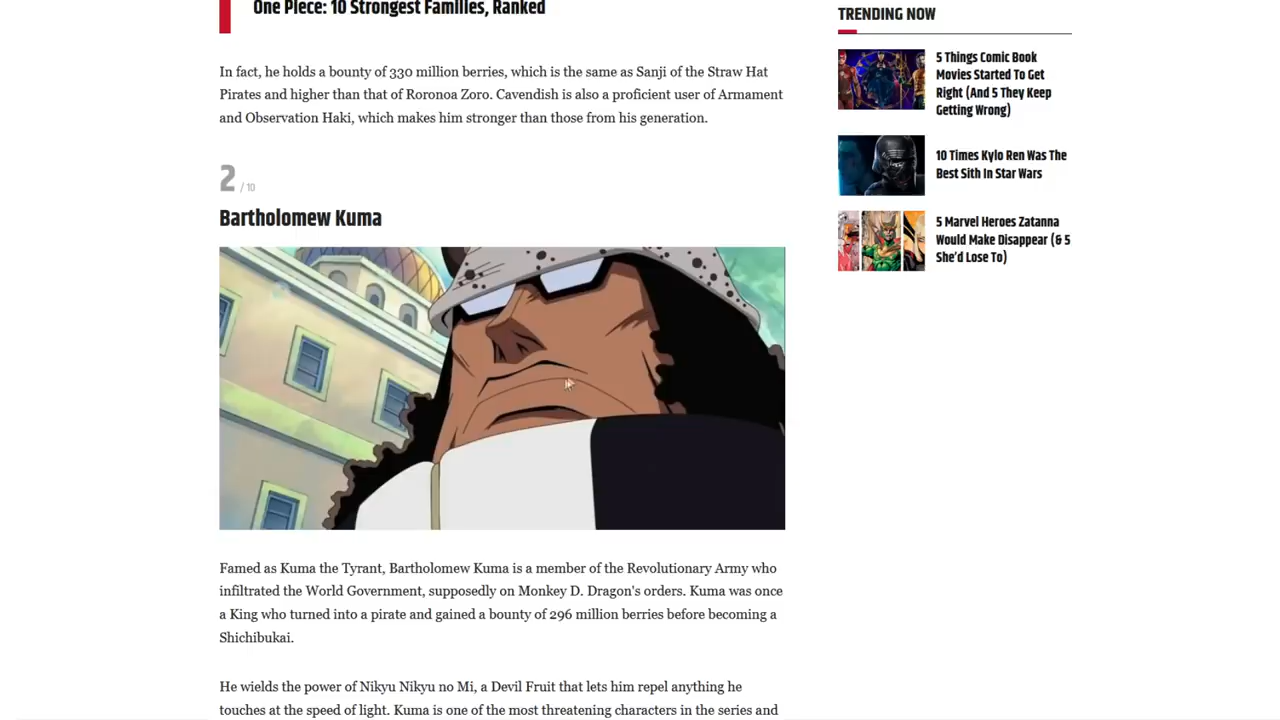 One Piece: 10 Strongest Families, Ranked
In fact, he holds a bounty of 330 million berries, which is the same as Sanji of the Straw Hat
Pirates and higher than that of Roronoa Zoro. Cavendish is also a proficient user of Armament
and Observation Haki, which makes him stronger than those from his generation.
2 / 10
Bartholomew Kuma
Famed as Kuma the Tyrant, Bartholomew Kuma is a member of the Revolutionary Army who
infiltrated the World Government, supposedly on Monkey D. Dragon's orders. Kuma was once
a King who turned into a pirate and gained a bounty of 296 million berries before becoming a
Shichibukai.
He wields the power of Nikyu Nikyu no Mi, a Devil Fruit that lets him repel anything he
touches at the speed of light. Kuma is one of the most threatening characters in the series and
TRENDING NOW
5 Things Comic Book
Movies Started To Get
Right (And 5 They Keep
Getting Wrong)
10 Times Kylo Ren Was The
Best Sith In Star Wars
5 Marvel Heroes Zatanna
Would Make Disappear (& 5
She'd Lose To)